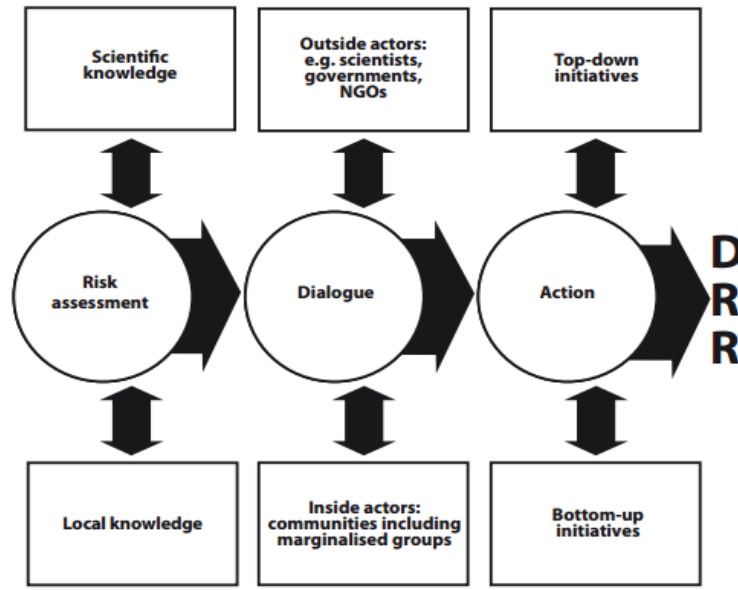 Scientific
knowledge
Outside actors:
e.g. scientists,
governments,
NGOs
Top-down
initiatives
Risk
assessment
Dialogue
Action
D
R
R
Local knowledge
Inside actors:
communities including
marginalised groups
Bottom-up
initiatives